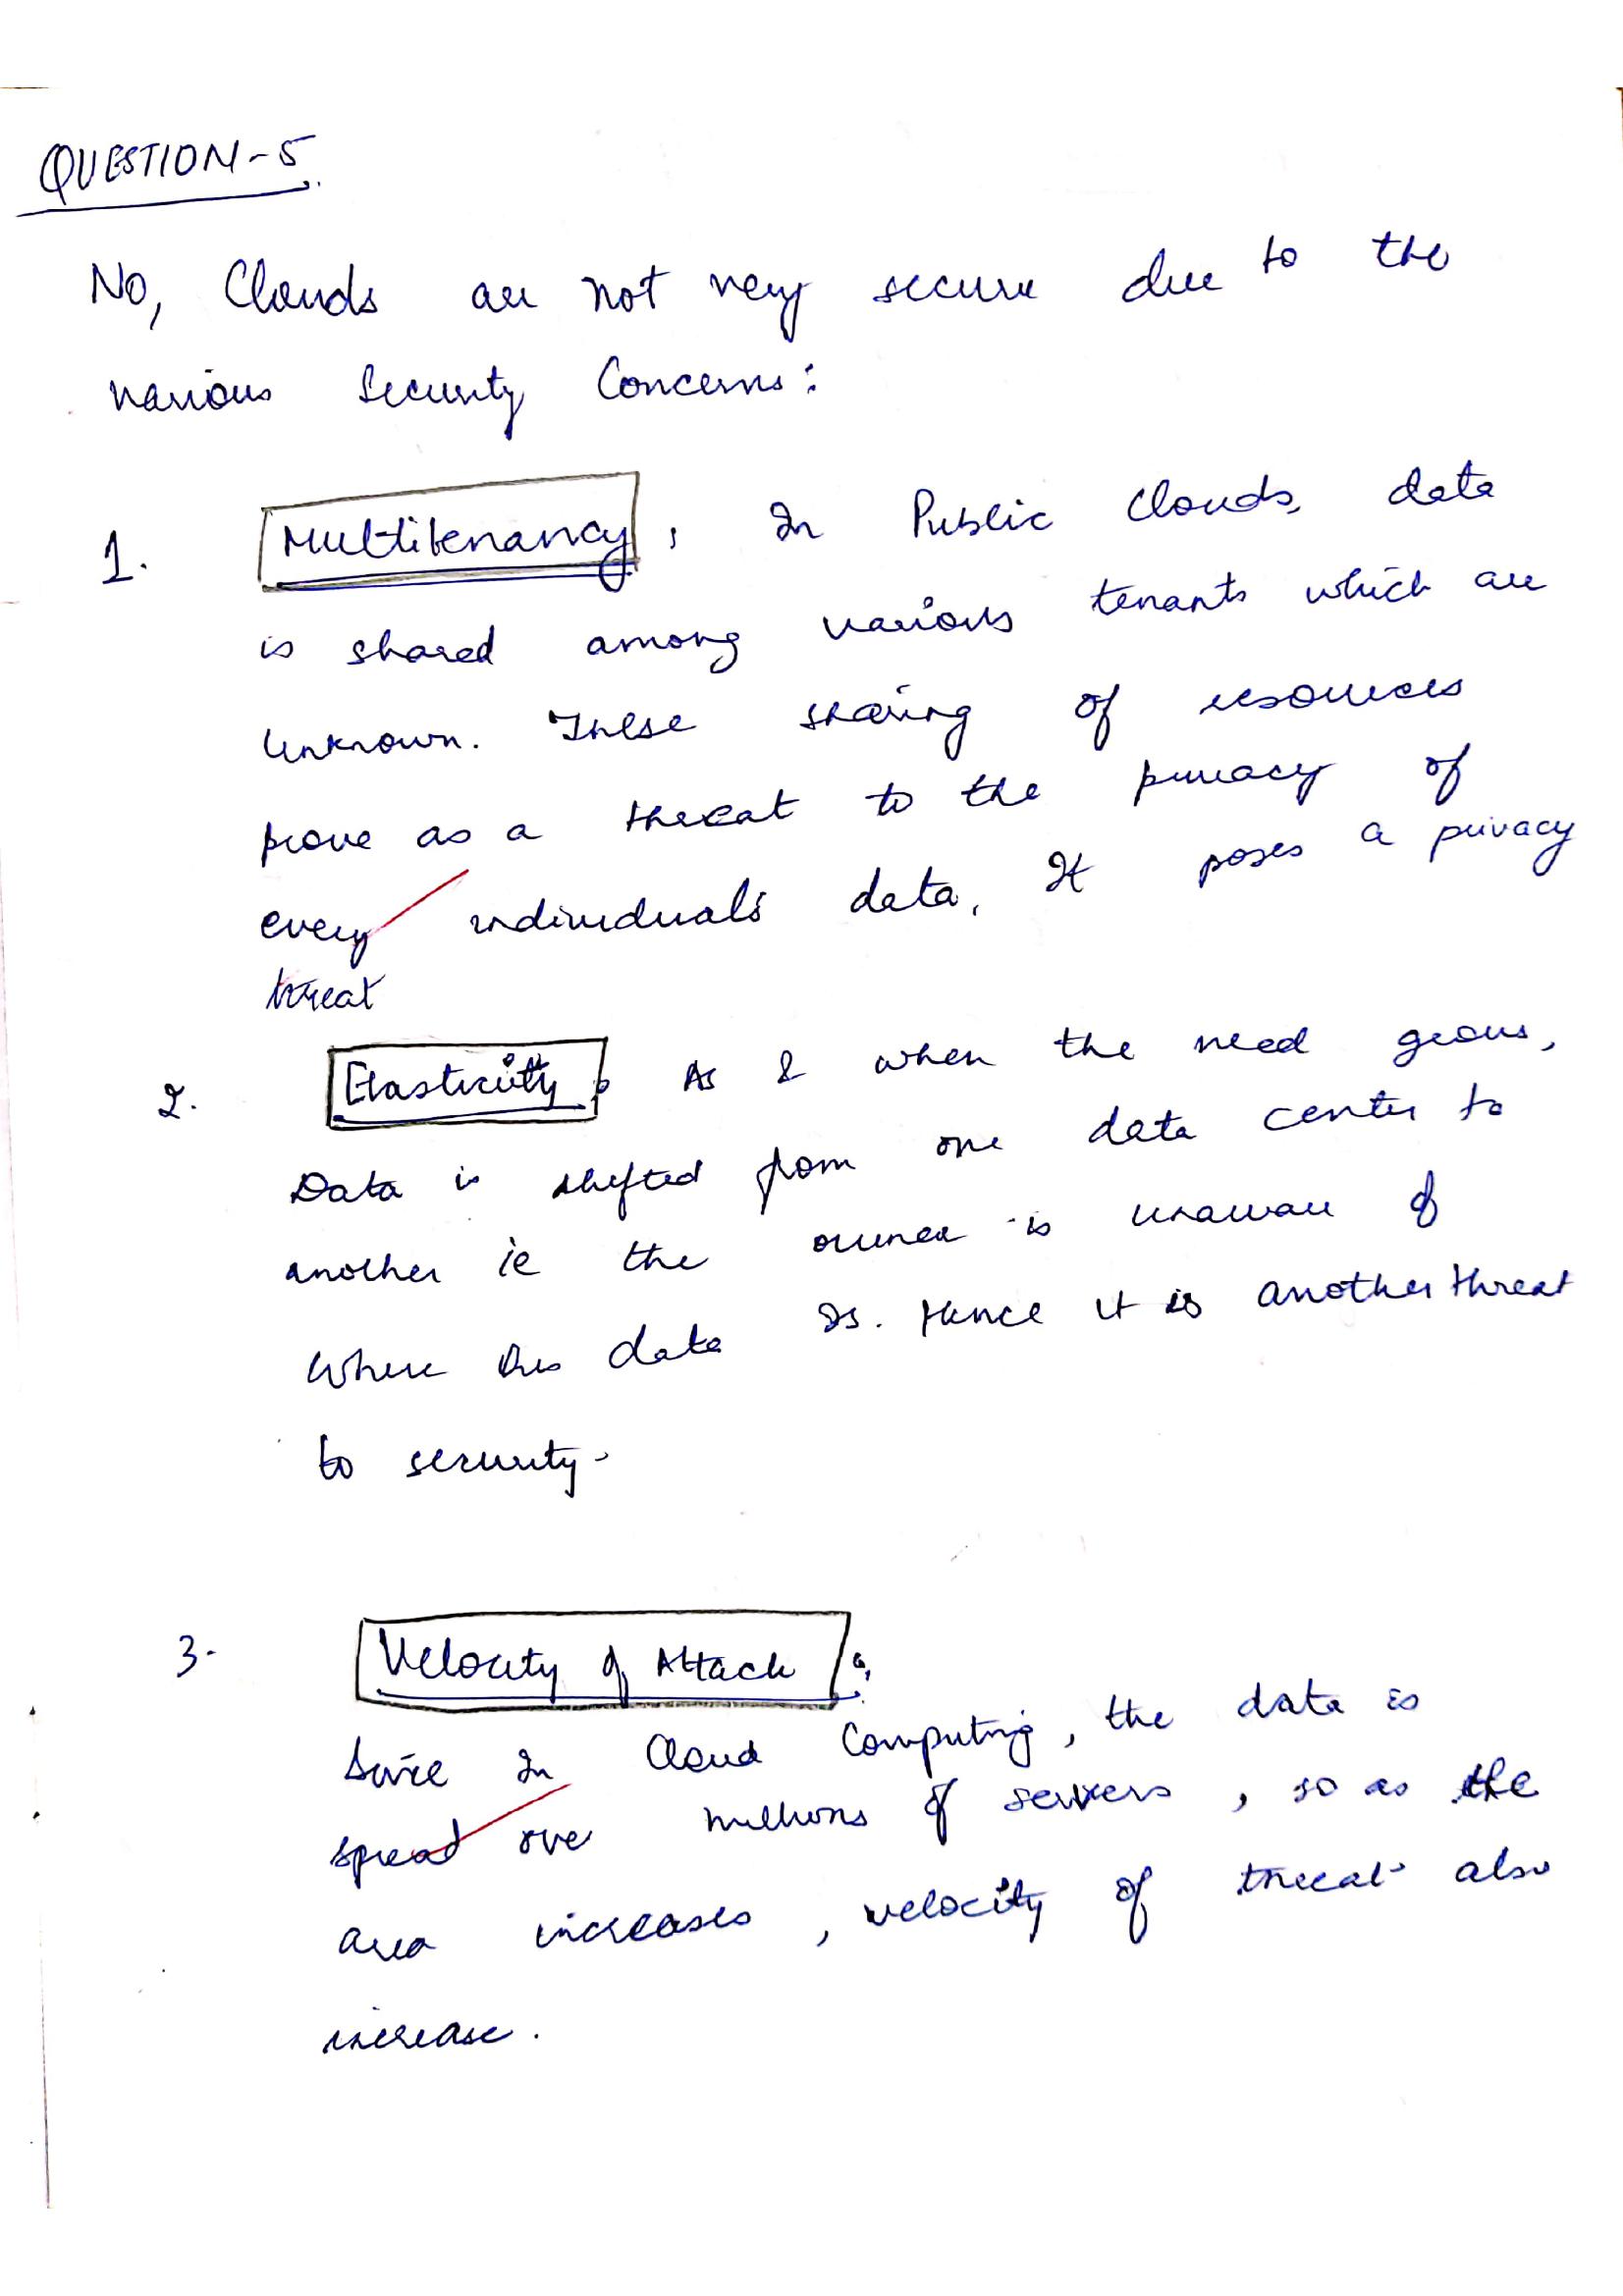 QUESTION-5.
No, Clouds are not very secure due to the
various Security Concerns:
1. Multitenancy, In Public Clouds, data
is shared among various tenants which are
unknown. These sharing of resources
prove as a threat to the privacy of
every individuals data. It poses a privacy
threat
2. Elasticity: As & when the need grows,
Data is shifted from one data center to
another ie the owner is unaware of
where his data Is. Hence it is another threat
to security.
3. Velocity of Attack:
Since In Cloud Computing, the data is
spread over millions of servers, so as the
area increases, velocity of threat also
increase.